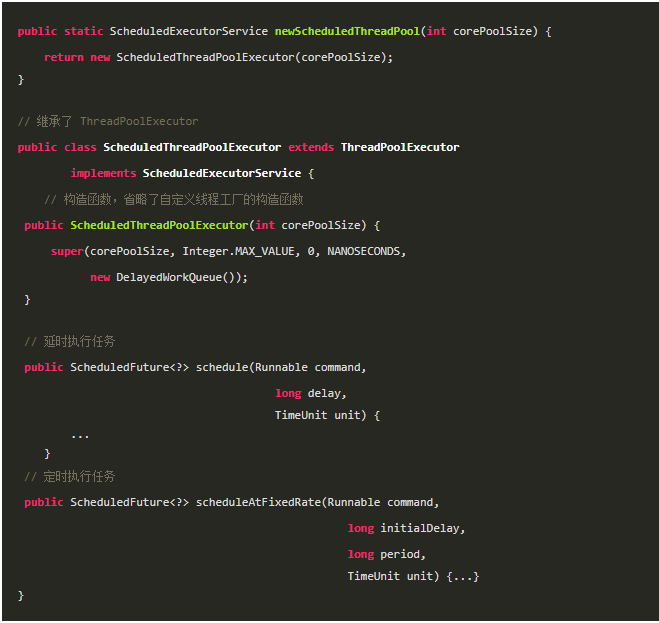 public static ScheduledExecutorService newScheduledThreadPool(int corePoolSize) {
    return new ScheduledThreadPoolExecutor(corePoolSize);
}
// 继承了 ThreadPoolExecutor
public class ScheduledThreadPoolExecutor extends ThreadPoolExecutor
        implements ScheduledExecutorService {
    // 构造函数，省略了自定义线程工厂的构造函数
 public ScheduledThreadPoolExecutor(int corePoolSize) {
     super(corePoolSize, Integer.MAX_VALUE, 0, NANOSECONDS,
           new DelayedWorkQueue());
 }
 // 延时执行任务
 public ScheduledFuture<?> schedule(Runnable command,
                                       long delay,
                                       TimeUnit unit) {
        ...
    }
 // 定时执行任务
 public ScheduledFuture<?> scheduleAtFixedRate(Runnable command,
                                                  long initialDelay,
                                                  long period,
                                                  TimeUnit unit) {...}
}